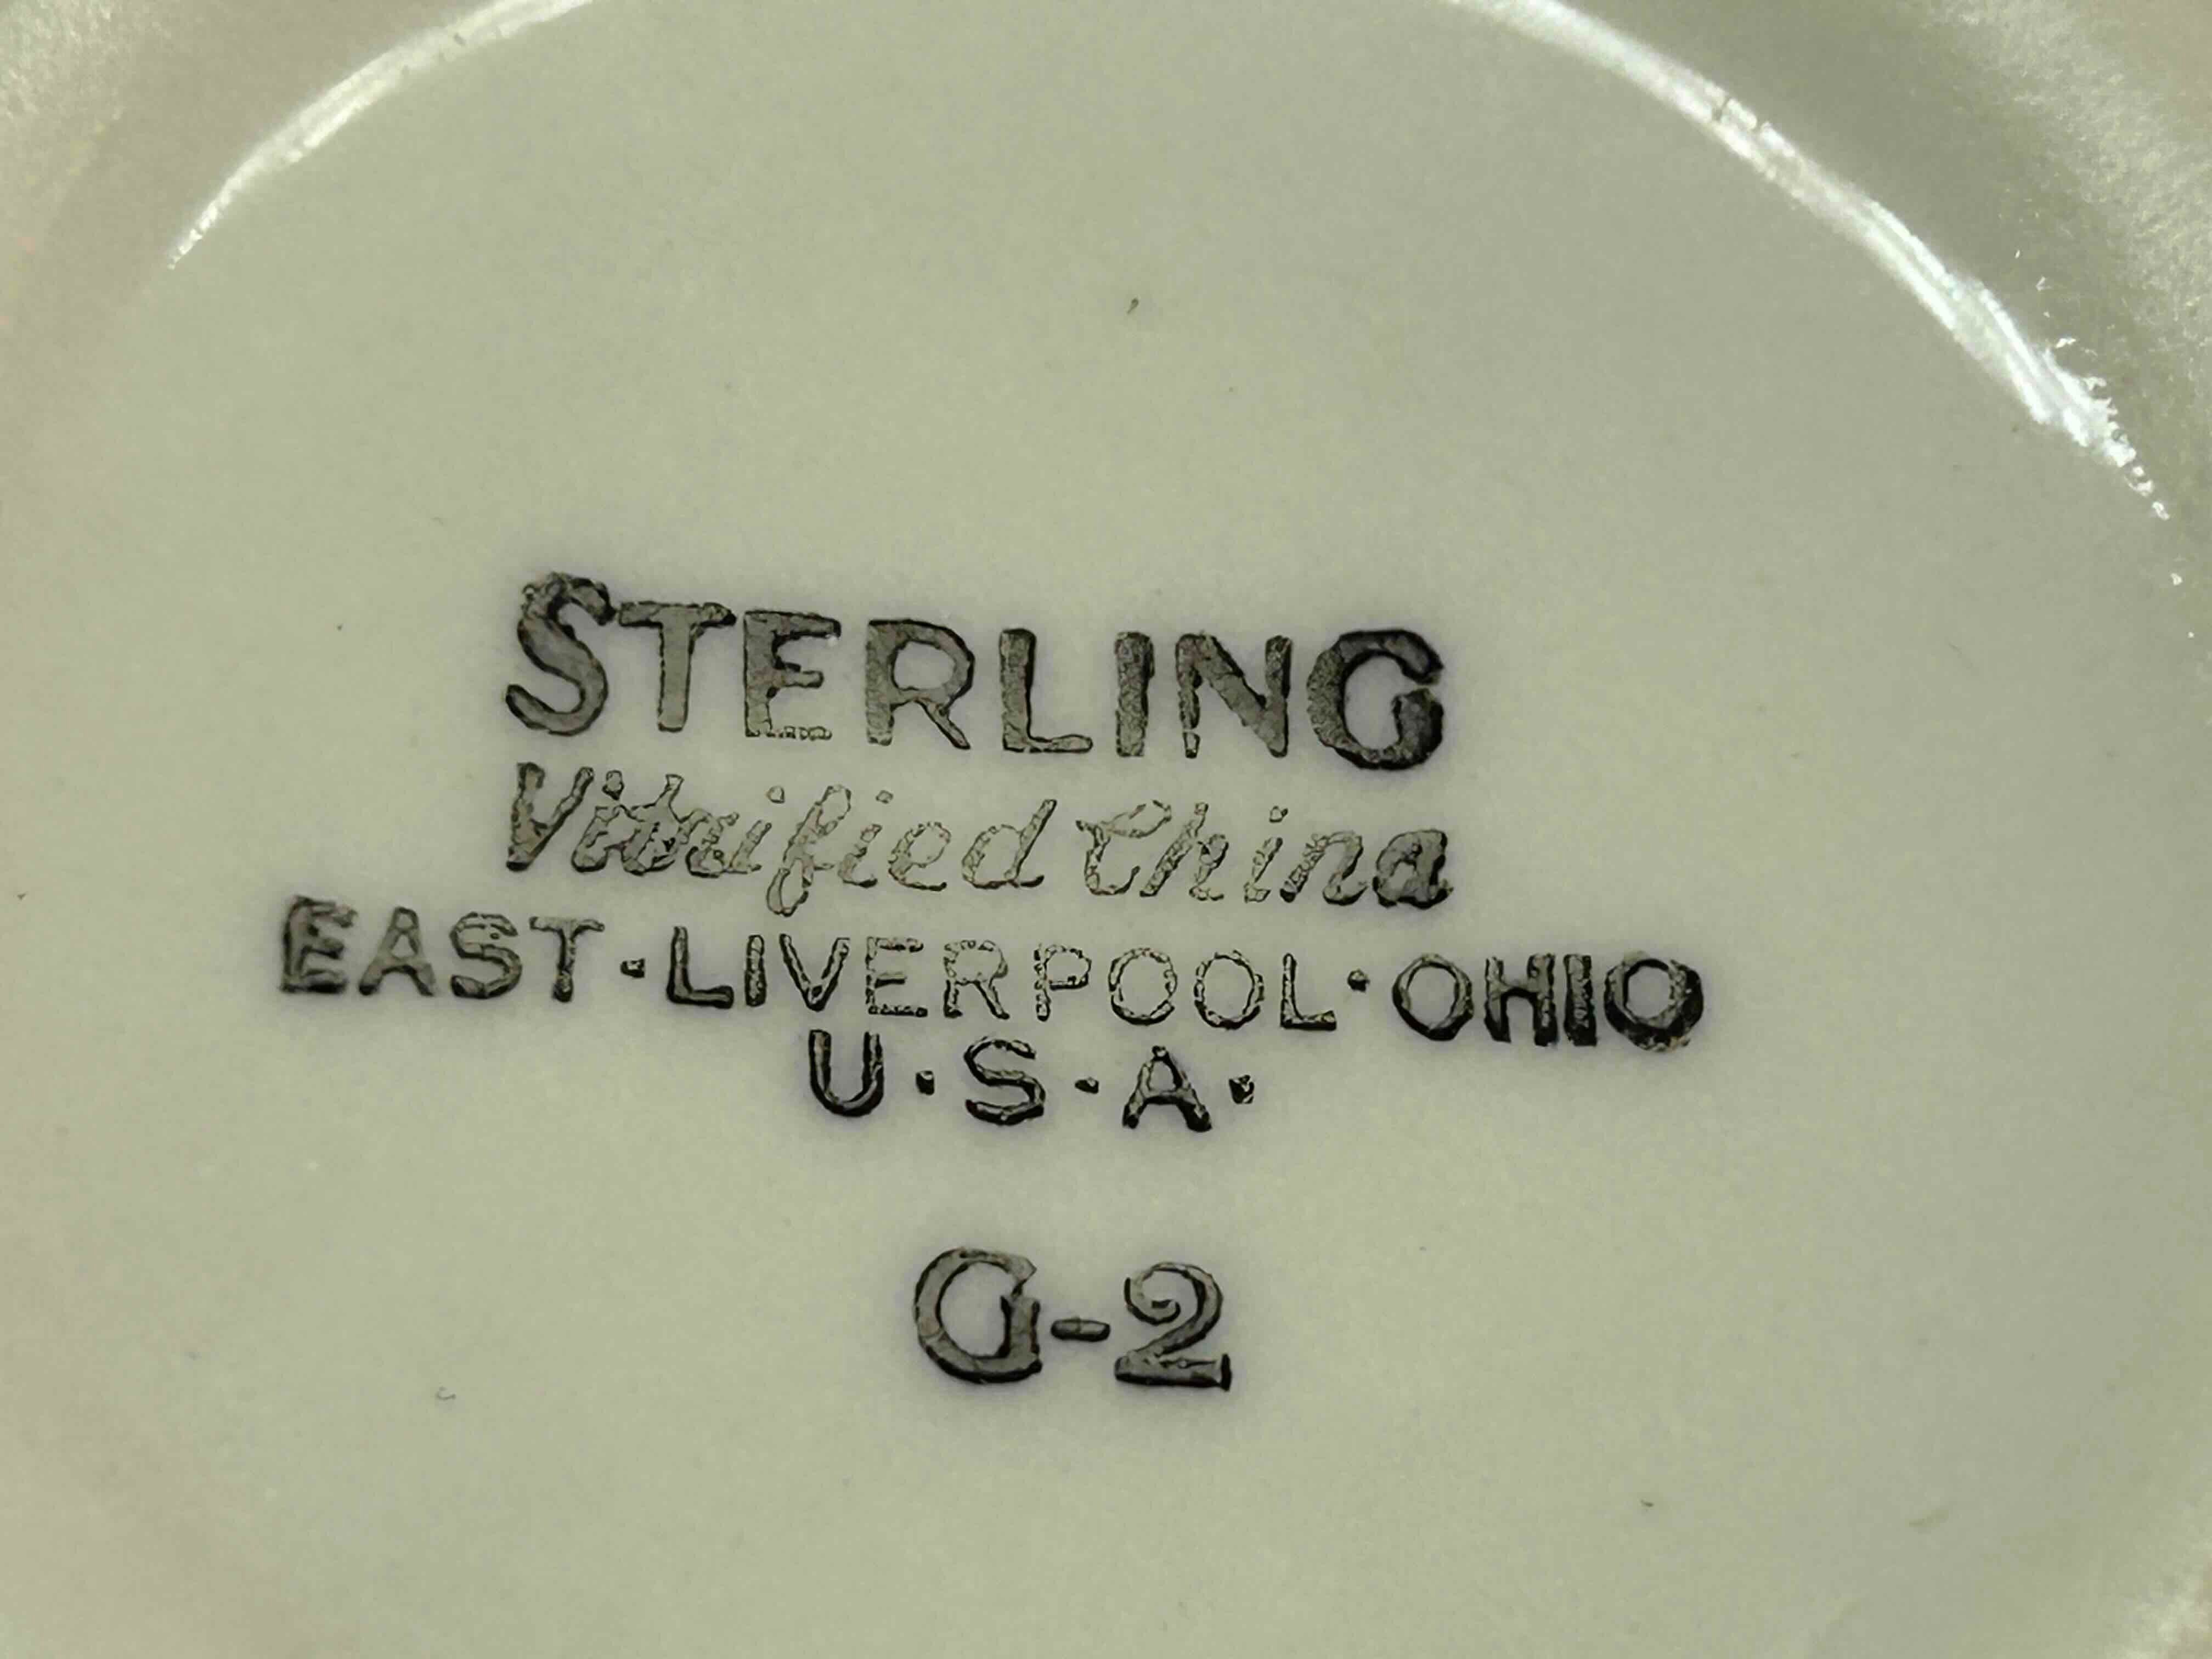 STERLING
Vitrified China
EAST·LIVERPOOL·OHIO
U·S·A·
G-2